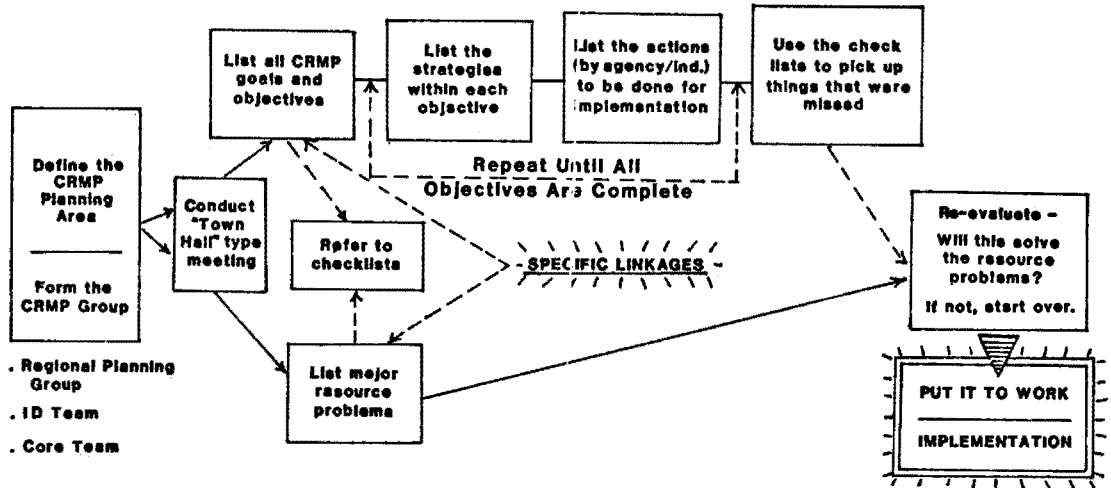 Define the
CRMP
Planning
Area
Form the
CRMP Group
. Regional Planning
Group
. ID Team
. Core Team
Conduct
"Town
Hall" type
meeting
List all CRMP
goals and
objectives
List the
strategies
within each
objective
List the actions
(by agency/ind.)
to be done for
implementation
Use the check
lists to pick up
things that were
missed
Repeat Until All
Objectives Are Complete
Refer to
checklists
- SPECIFIC LINKAGES -
List major
resource
problems
Re-evaluate -
Will this solve
the resource
problems?
If not, start over.
PUT IT TO WORK
IMPLEMENTATION